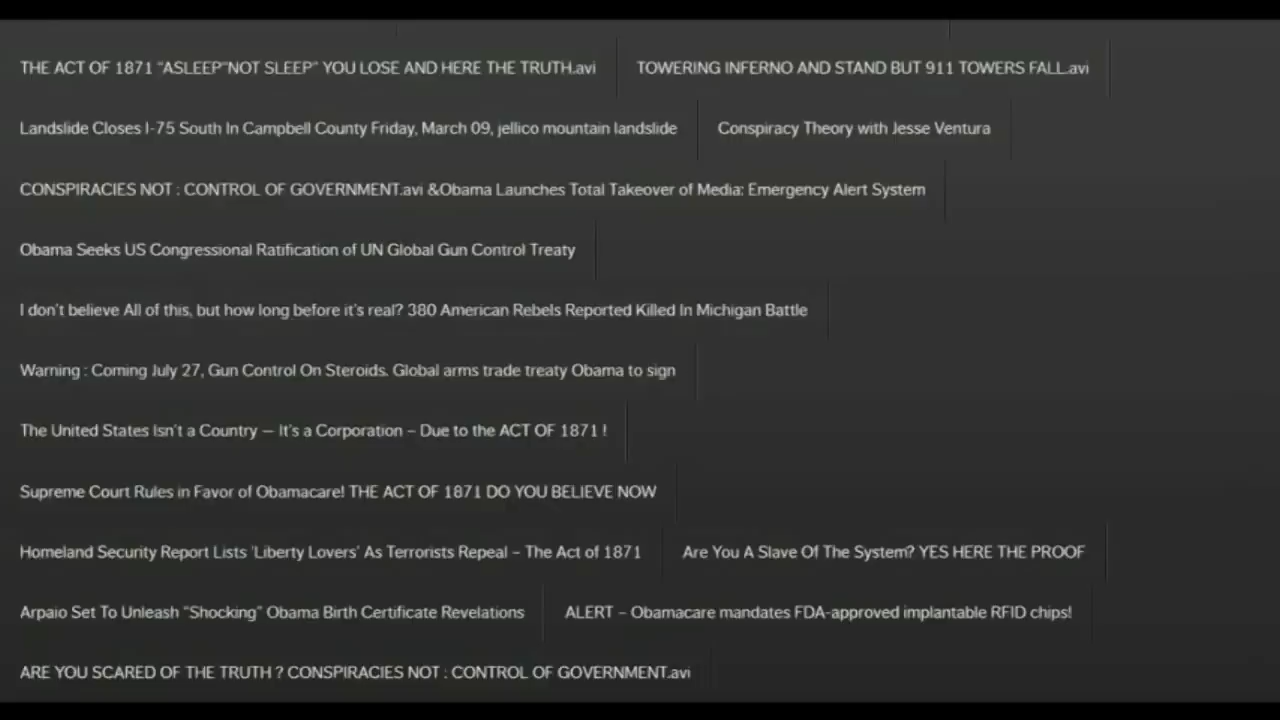 THE ACT OF 1871 "ASLEEP"NOT SLEEP" YOU LOSE AND HERE THE TRUTH.avi TOWERING INFERNO AND STAND BUT 911 TOWERS FALL.avi
Landslide Closes I-75 South In Campbell County Friday, March 09, jellico mountain landslide Conspiracy Theory with Jesse Ventura
CONSPIRACIES NOT : CONTROL OF GOVERNMENT.avi &Obama Launches Total Takeover of Media: Emergency Alert System
Obama Seeks US Congressional Ratification of UN Global Gun Control Treaty
I don't believe All of this, but how long before it's real? 380 American Rebels Reported Killed In Michigan Battle
Warning : Coming July 27, Gun Control On Steroids. Global arms trade treaty Obama to sign
The United States Isn't a Country — It's a Corporation – Due to the ACT OF 1871 !
Supreme Court Rules in Favor of Obamacare! THE ACT OF 1871 DO YOU BELIEVE NOW
Homeland Security Report Lists 'Liberty Lovers' As Terrorists Repeal – The Act of 1871 Are You A Slave Of The System? YES HERE THE PROOF
Arpaio Set To Unleash "Shocking" Obama Birth Certificate Revelations ALERT – Obamacare mandates FDA-approved implantable RFID chips!
ARE YOU SCARED OF THE TRUTH ? CONSPIRACIES NOT : CONTROL OF GOVERNMENT.avi